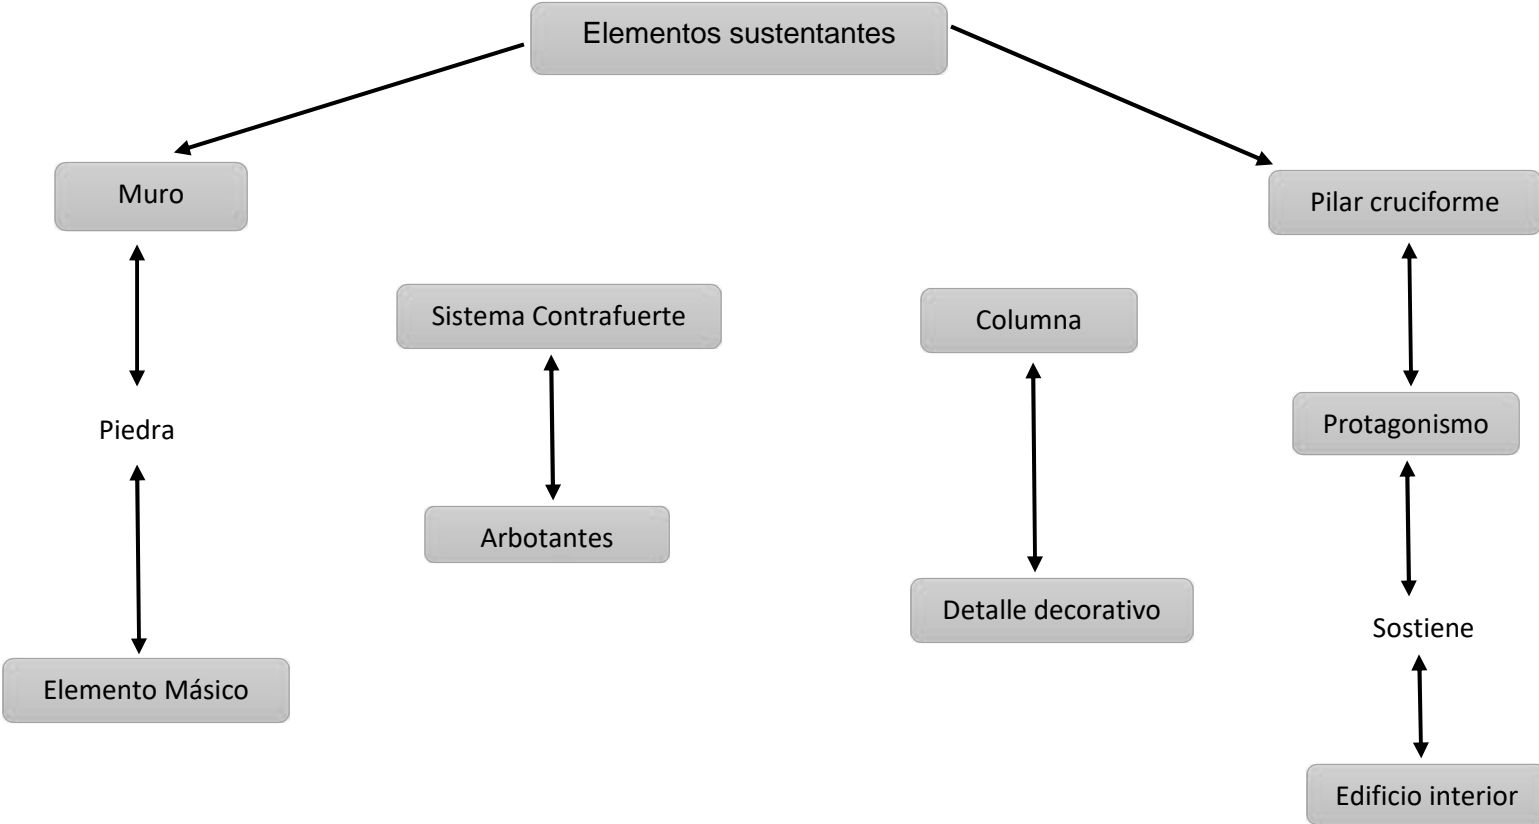 Elementos sustentantes
Muro
Pilar cruciforme
Sistema Contrafuerte
Columna
Piedra
Protagonismo
Arbotantes
Detalle decorativo
Sostiene
Elemento Másico
Edificio interior